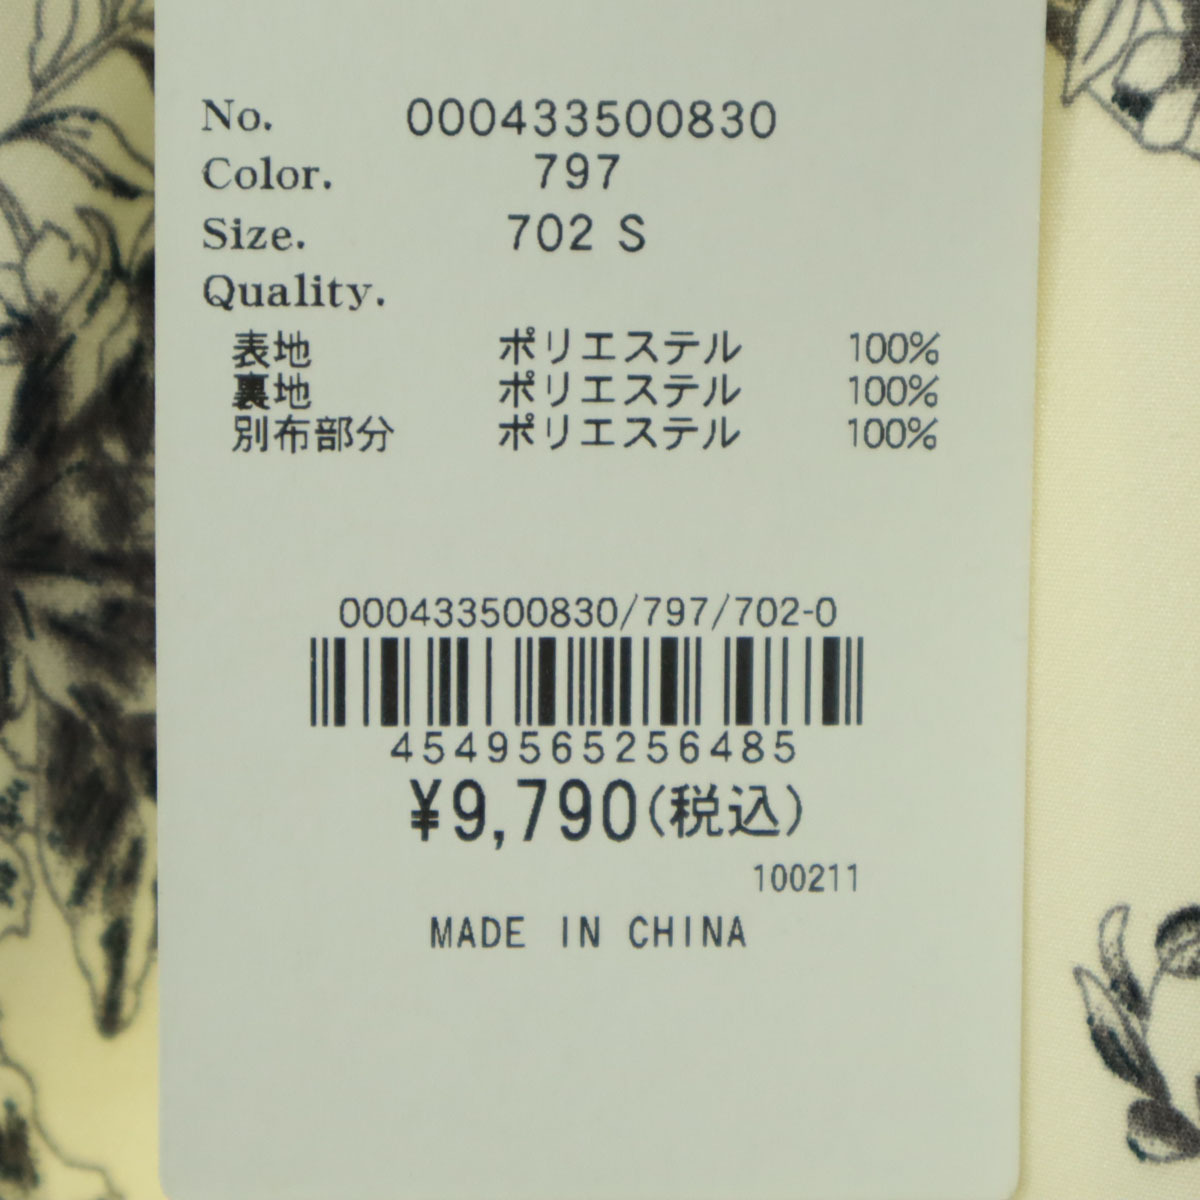 No. 000433500830
Color. 797
Size. 702 S
Quality.
表地 ポリエステル 100%
裏地 ポリエステル 100%
別布部分 ポリエステル 100%
000433500830/797/702-0
4549565256485
¥9,790(税込)
100211
MADE IN CHINA